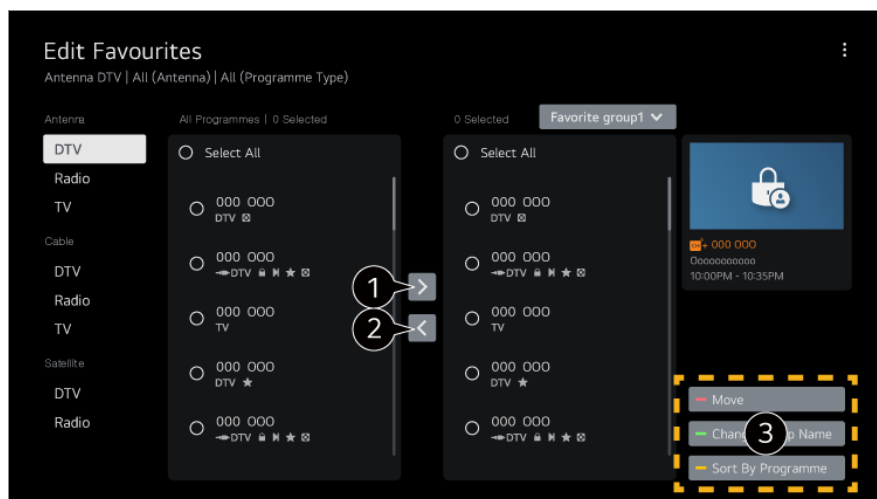 Edit Favourites
Antenna DTV | All (Antenna) | All (Programme Type)
Antenna
DTV
Radio
TV
Cable
DTV
Radio
TV
Satellite
DTV
Radio
All Programmes | 0 Selected
Select All
000 000
DTV
000 000
DTV
000 000
TV
000 000
DTV
000 000
DTV
1
2
0 Selected
Favorite group1
Select All
000 000
DTV
000 000
DTV
000 000
TV
000 000
DTV
000 000
DTV
CH+ 000 000
Oooooooooo
10:00PM - 10:35PM
Move
3
Name
Sort By Programme